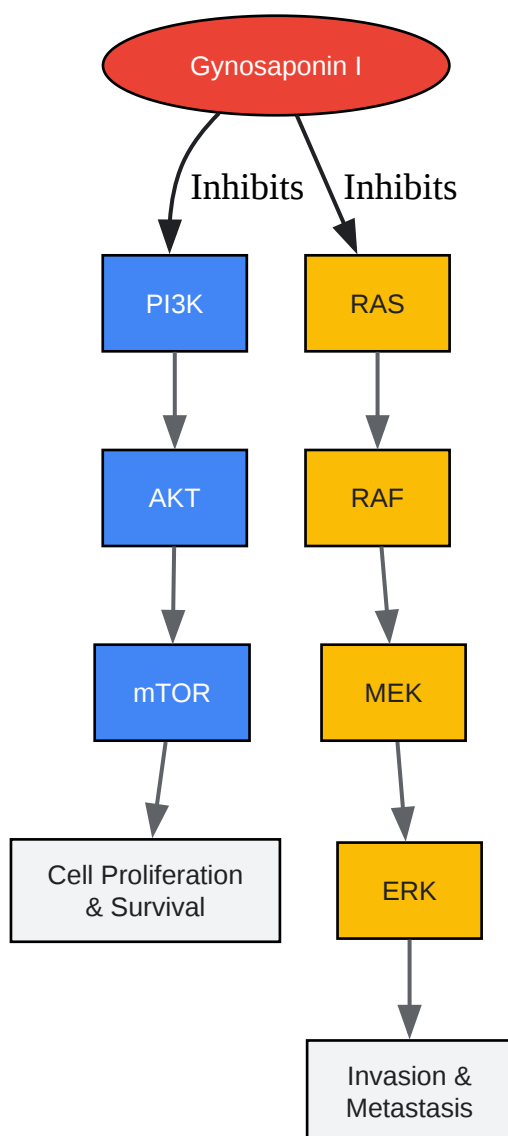 Gynosaponin I
Inhibits
Inhibits
PI3K
RAS
AKT
RAF
mTOR
MEK
Cell Proliferation
& Survival
ERK
Invasion &
Metastasis